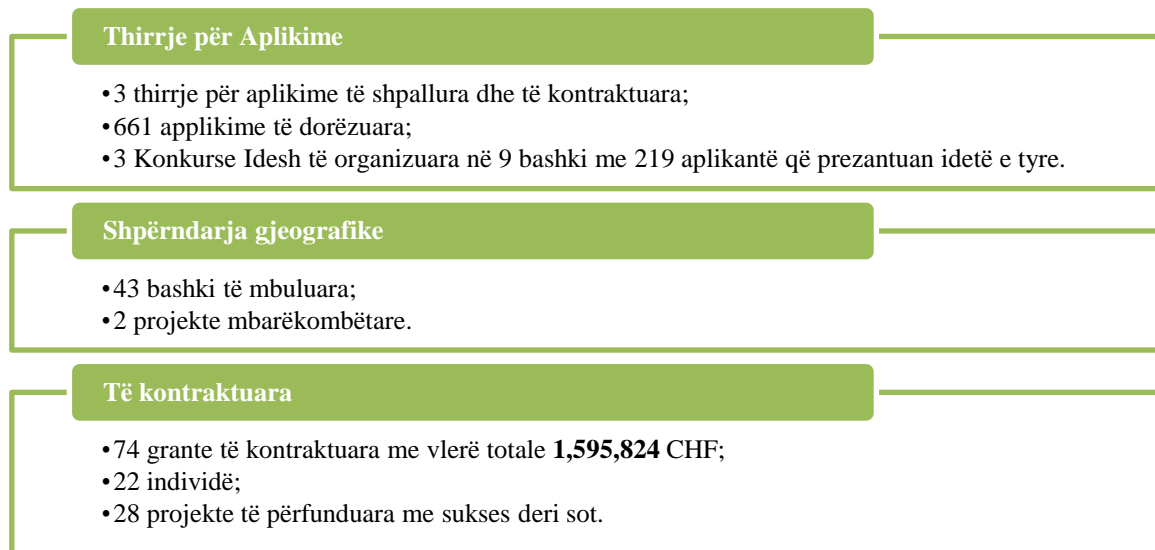 Thirrje për Aplikime
•3 thirrje për aplikime të shpallura dhe të kontraktuara;
•661 applikime të dorëzuara;
•3 Konkurse Idesh të organizuara në 9 bashki me 219 aplikantë që prezantuan idetë e tyre.
Shpërndarja gjeografike
•43 bashki të mbuluara;
•2 projekte mbarëkombëtare.
Të kontraktuara
•74 grante të kontraktuara me vlerë totale 1,595,824 CHF;
•22 individë;
•28 projekte të përfunduara me sukses deri sot.